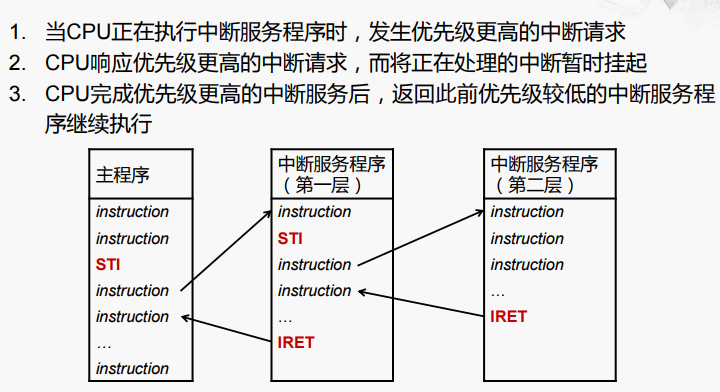 1. 当CPU正在执行中断服务程序时，发生优先级更高的中断请求
2. CPU响应优先级更高的中断请求，而将正在处理的中断暂时挂起
3. CPU完成优先级更高的中断服务后，返回此前优先级较低的中断服务程
序继续执行
主程序
instruction
instruction
STI
instruction
instruction
…
instruction
中断服务程序
（第一层）
instruction
STI
instruction
instruction
…
IRET
中断服务程序
（第二层）
instruction
instruction
instruction
…
IRET